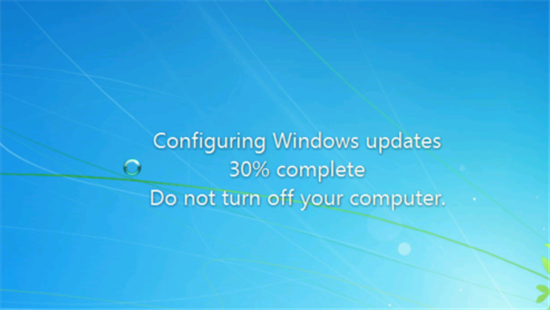 Configuring Windows updates
30% complete
Do not turn off your computer.